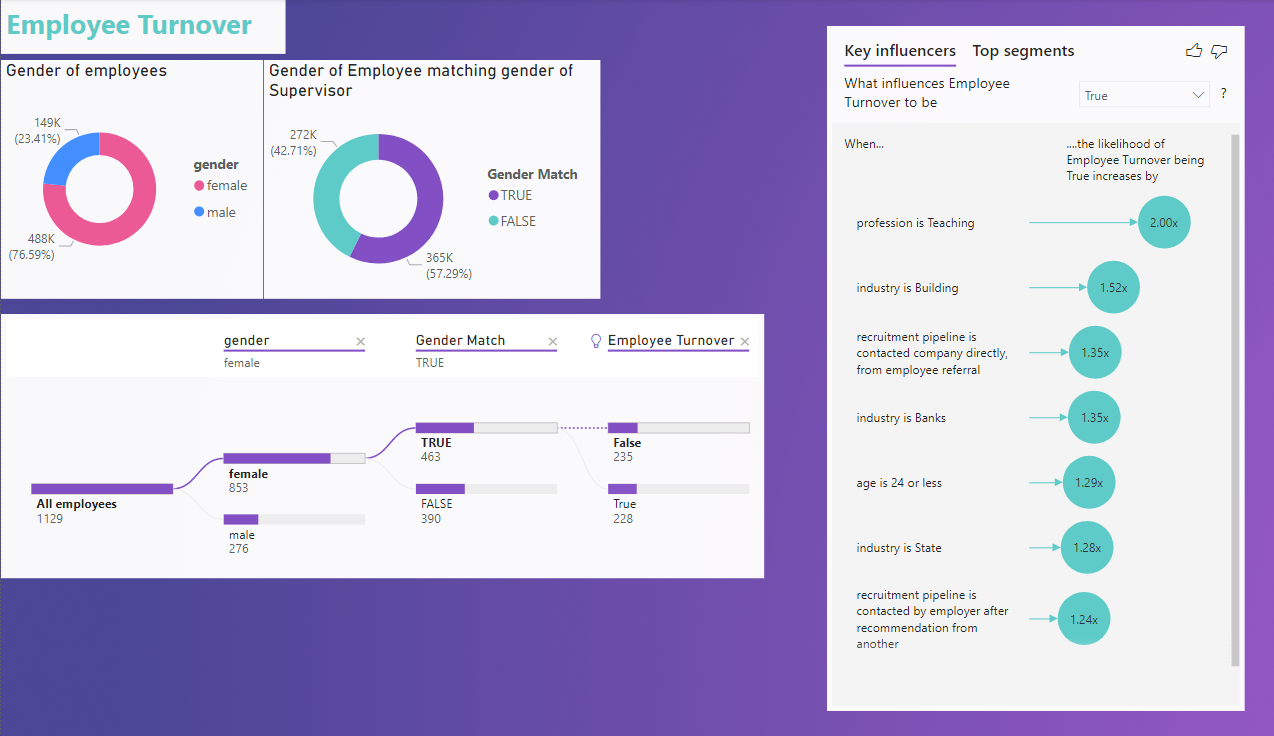 Employee Turnover
Gender of employees
149K
(23.41%)
488K
(76.59%)
gender
female
male
Gender of Employee matching gender of
Supervisor
272K
(42.71%)
365K
(57.29%)
Gender Match
TRUE
FALSE
gender
female
Gender Match
TRUE
Employee Turnover
All employees
1129
female
853
male
276
TRUE
463
FALSE
390
False
235
True
228
Key influencers
Top segments
What influences Employee
Turnover to be
True
?
When...
....the likelihood of
Employee Turnover being
True increases by
profession is Teaching
2.00x
industry is Building
1.52x
recruitment pipeline is
contacted company directly,
from employee referral
1.35x
industry is Banks
1.35x
age is 24 or less
1.29x
industry is State
1.28x
recruitment pipeline is
contacted by employer after
recommendation from
another
1.24x